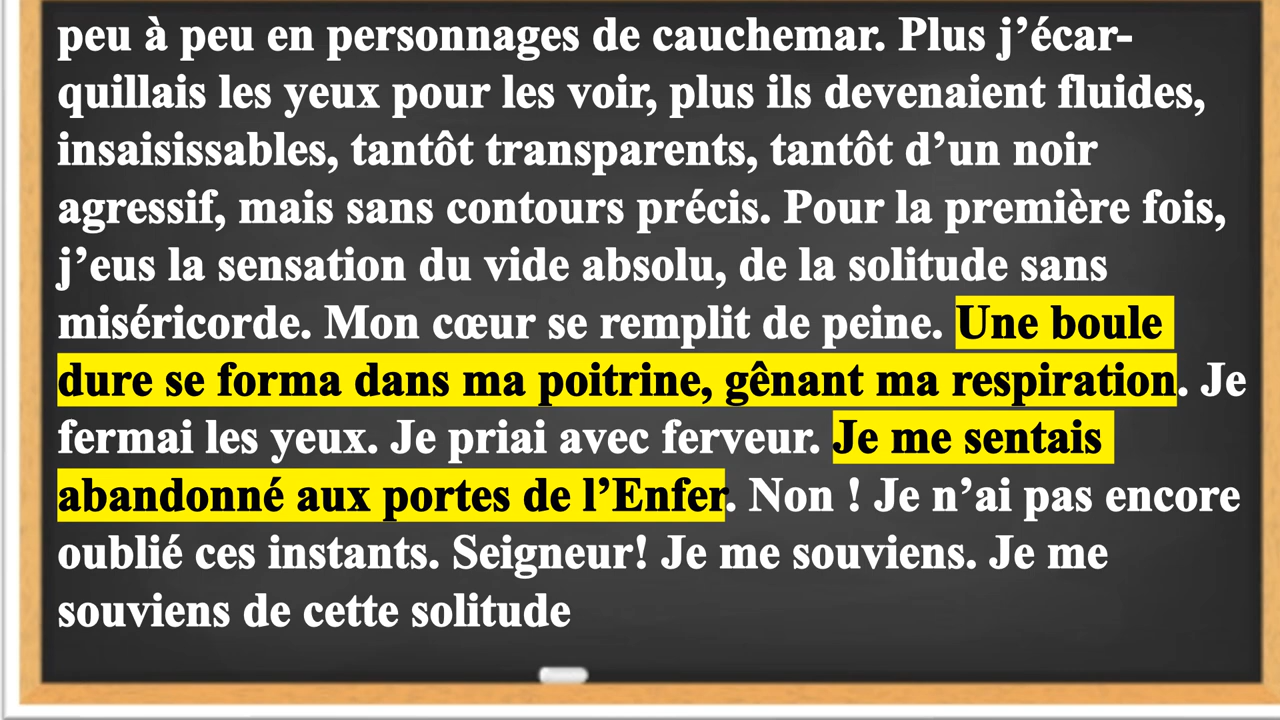 peu à peu en personnages de cauchemar. Plus j’écar-
quillais les yeux pour les voir, plus ils devenaient fluides,
insaisissables, tantôt transparents, tantôt d’un noir
agressif, mais sans contours précis. Pour la première fois,
j’eus la sensation du vide absolu, de la solitude sans
miséricorde. Mon cœur se remplit de peine. Une boule
dure se forma dans ma poitrine, gênant ma respiration. Je
fermai les yeux. Je priai avec ferveur. Je me sentais
abandonné aux portes de l’Enfer. Non ! Je n’ai pas encore
oublié ces instants. Seigneur! Je me souviens. Je me
souviens de cette solitude